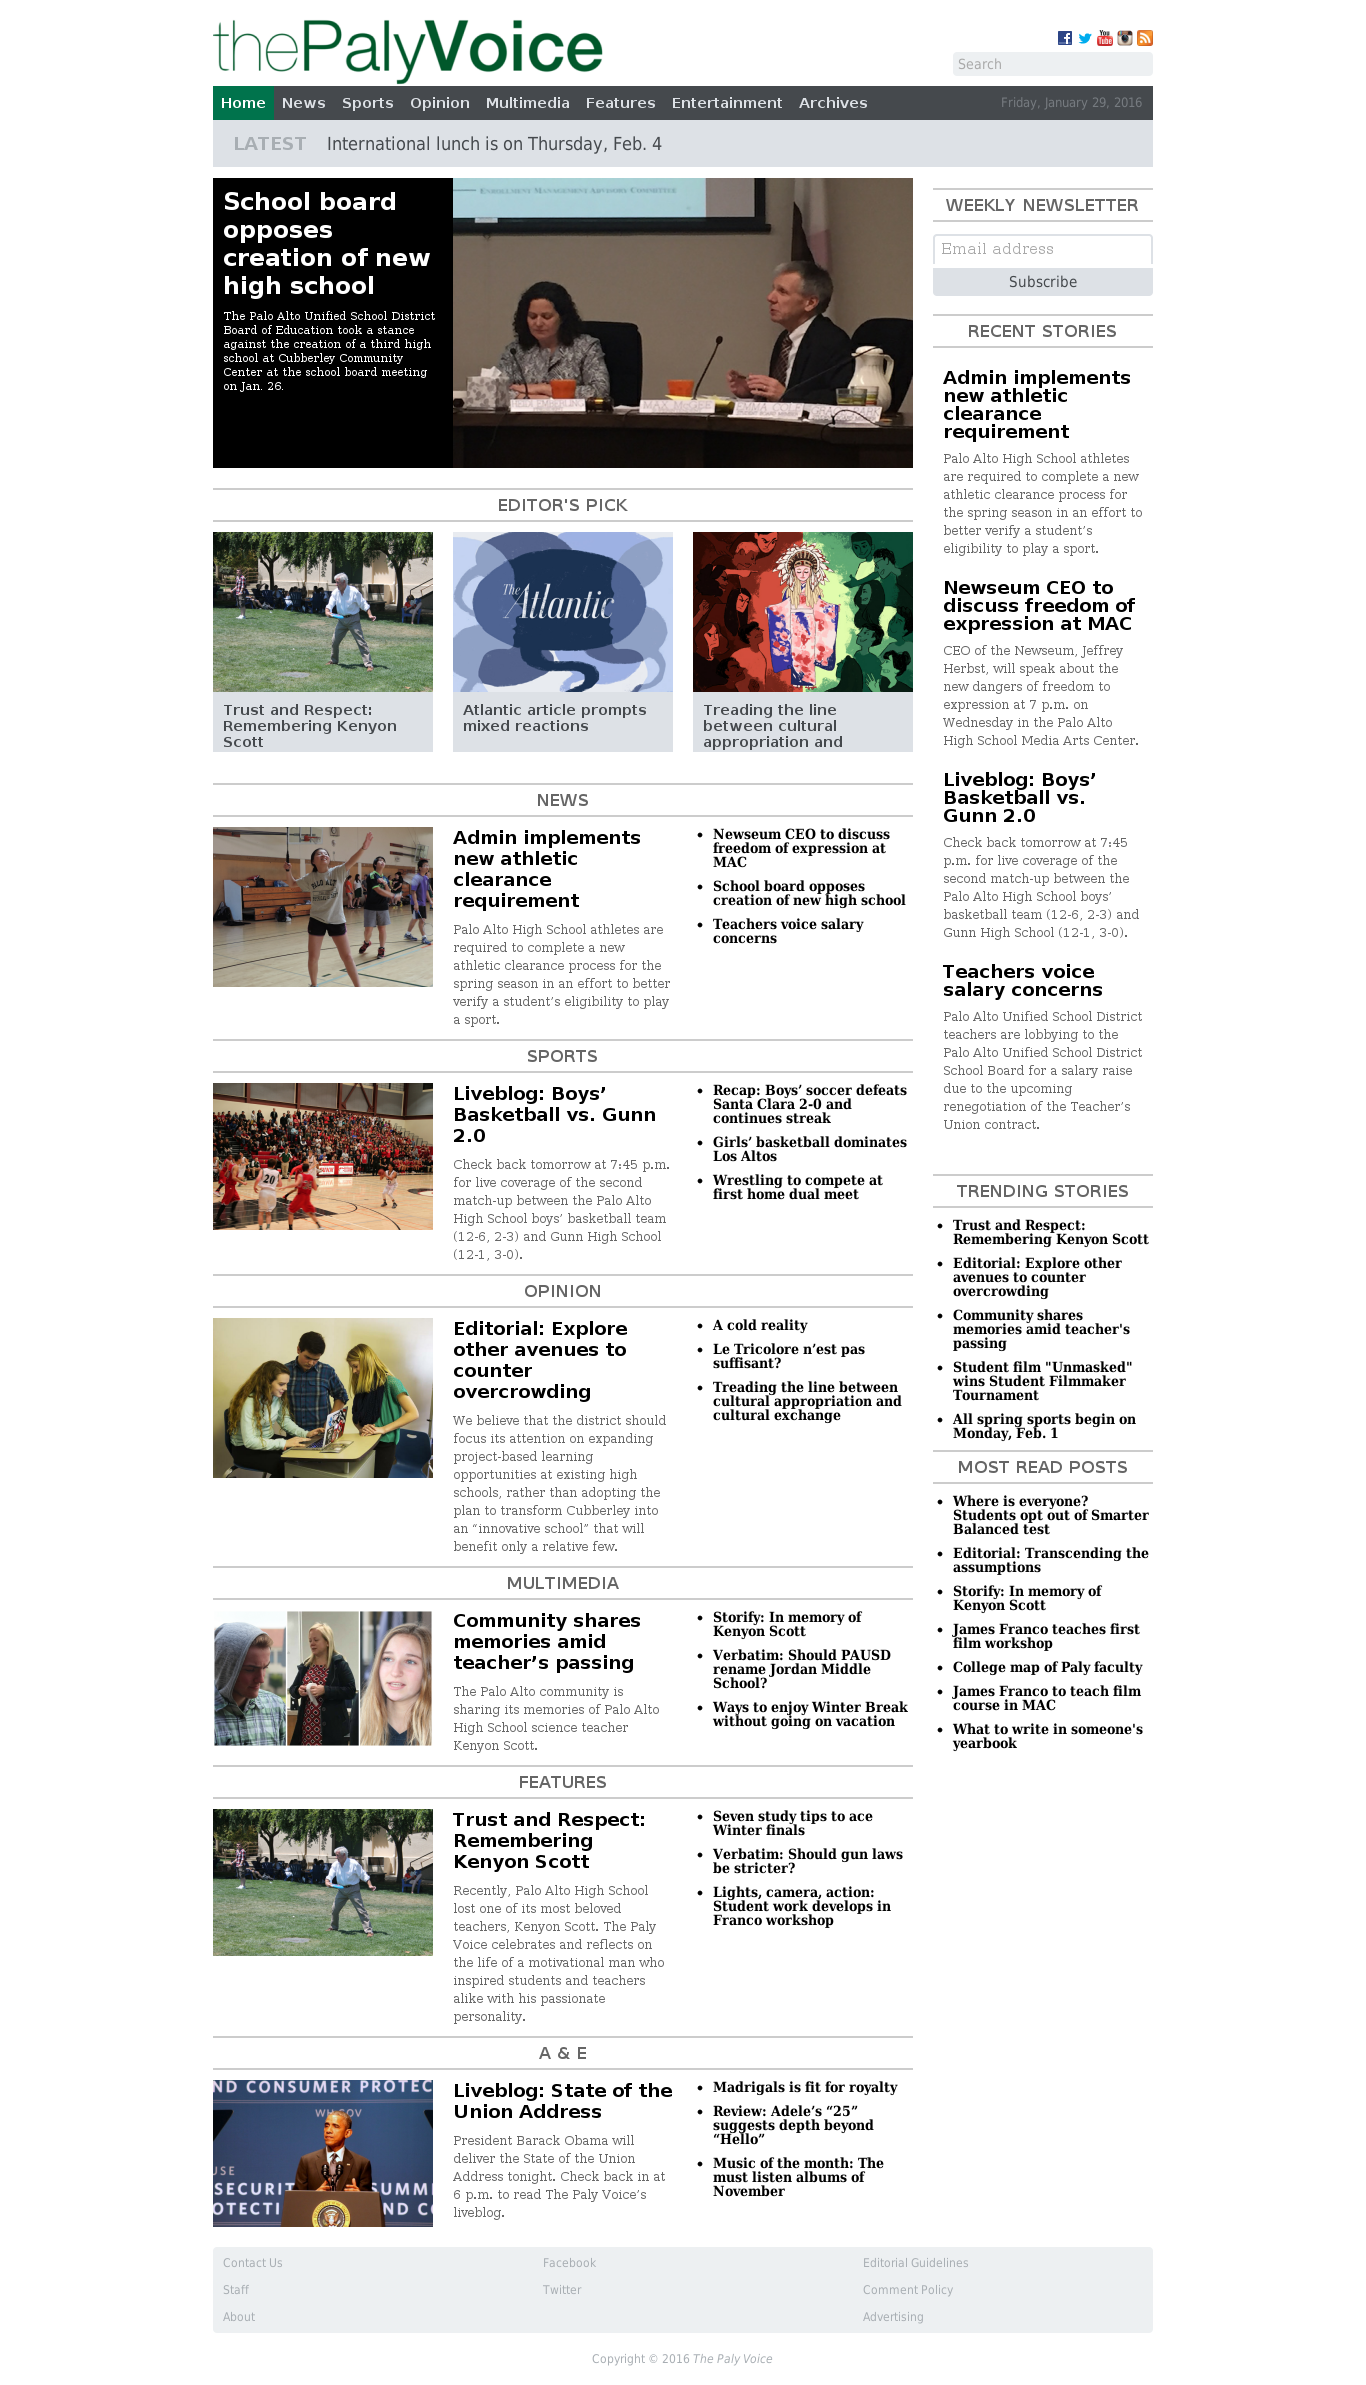 thePalyVoice
Search
Home News Sports Opinion Multimedia Features Entertainment Archives Friday, January 29, 2016
LATEST International lunch is on Thursday, Feb. 4
School board
opposes
creation of new
high school
The Palo Alto Unified School District
Board of Education took a stance
against the creation of a third high
school at Cubberley Community
Center at the school board meeting
on Jan. 26.
ENROLLMENT MANAGEMENT ADVISORY COMMITTEE
EDITOR'S PICK
The Atlantic
Trust and Respect:
Remembering Kenyon
Scott
Atlantic article prompts
mixed reactions
Treading the line
between cultural
appropriation and
NEWS
PALO ALTO
Admin implements
new athletic
clearance
requirement
Palo Alto High School athletes are
required to complete a new
athletic clearance process for the
spring season in an effort to better
verify a student’s eligibility to play
a sport.
• Newseum CEO to discuss
freedom of expression at
MAC
• School board opposes
creation of new high school
• Teachers voice salary
concerns
SPORTS
20
Liveblog: Boys’
Basketball vs. Gunn
2.0
Check back tomorrow at 7:45 p.m.
for live coverage of the second
match-up between the Palo Alto
High School boys’ basketball team
(12-6, 2-3) and Gunn High School
(12-1, 3-0).
• Recap: Boys’ soccer defeats
Santa Clara 2-0 and
continues streak
• Girls’ basketball dominates
Los Altos
• Wrestling to compete at
first home dual meet
OPINION
Editorial: Explore
other avenues to
counter
overcrowding
We believe that the district should
focus its attention on expanding
project-based learning
opportunities at existing high
schools, rather than adopting the
plan to transform Cubberley into
an “innovative school” that will
benefit only a relative few.
• A cold reality
• Le Tricolore n’est pas
suffisant?
• Treading the line between
cultural appropriation and
cultural exchange
MULTIMEDIA
Community shares
memories amid
teacher’s passing
The Palo Alto community is
sharing its memories of Palo Alto
High School science teacher
Kenyon Scott.
• Storify: In memory of
Kenyon Scott
• Verbatim: Should PAUSD
rename Jordan Middle
School?
• Ways to enjoy Winter Break
without going on vacation
FEATURES
Trust and Respect:
Remembering
Kenyon Scott
Recently, Palo Alto High School
lost one of its most beloved
teachers, Kenyon Scott. The Paly
Voice celebrates and reflects on
the life of a motivational man who
inspired students and teachers
alike with his passionate
personality.
• Seven study tips to ace
Winter finals
• Verbatim: Should gun laws
be stricter?
• Lights, camera, action:
Student work develops in
Franco workshop
A & E
ND CONSUMER PROTEC
WH.GOV
USE
SECURIT SUMM
OTECTI ND CO
Liveblog: State of the
Union Address
President Barack Obama will
deliver the State of the Union
Address tonight. Check back in at
6 p.m. to read The Paly Voice’s
liveblog.
• Madrigals is fit for royalty
• Review: Adele’s “25”
suggests depth beyond
“Hello”
• Music of the month: The
must listen albums of
November
WEEKLY NEWSLETTER
Email address
Subscribe
RECENT STORIES
Admin implements
new athletic
clearance
requirement
Palo Alto High School athletes
are required to complete a new
athletic clearance process for
the spring season in an effort to
better verify a student’s
eligibility to play a sport.
Newseum CEO to
discuss freedom of
expression at MAC
CEO of the Newseum, Jeffrey
Herbst, will speak about the
new dangers of freedom to
expression at 7 p.m. on
Wednesday in the Palo Alto
High School Media Arts Center.
Liveblog: Boys’
Basketball vs.
Gunn 2.0
Check back tomorrow at 7:45
p.m. for live coverage of the
second match-up between the
Palo Alto High School boys’
basketball team (12-6, 2-3) and
Gunn High School (12-1, 3-0).
Teachers voice
salary concerns
Palo Alto Unified School District
teachers are lobbying to the
Palo Alto Unified School District
School Board for a salary raise
due to the upcoming
renegotiation of the Teacher’s
Union contract.
TRENDING STORIES
• Trust and Respect:
Remembering Kenyon Scott
• Editorial: Explore other
avenues to counter
overcrowding
• Community shares
memories amid teacher's
passing
• Student film "Unmasked"
wins Student Filmmaker
Tournament
• All spring sports begin on
Monday, Feb. 1
MOST READ POSTS
• Where is everyone?
Students opt out of Smarter
Balanced test
• Editorial: Transcending the
assumptions
• Storify: In memory of
Kenyon Scott
• James Franco teaches first
film workshop
• College map of Paly faculty
• James Franco to teach film
course in MAC
• What to write in someone's
yearbook
Contact Us Facebook Editorial Guidelines
Staff Twitter Comment Policy
About Advertising
Copyright © 2016 The Paly Voice